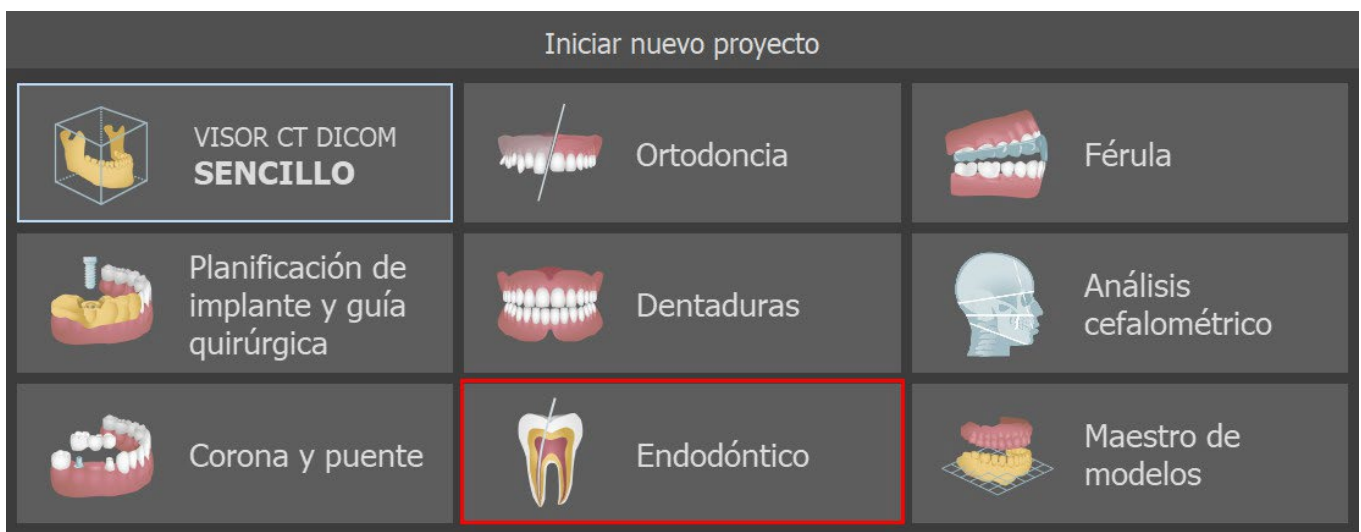 Iniciar nuevo proyecto
VISOR CT DICOM
SENCILLO
Ortodoncia
Férula
Planificación de
implante y guía
quirúrgica
Dentaduras
Análisis
cefalométrico
Corona y puente
Endodóntico
Maestro de
modelos